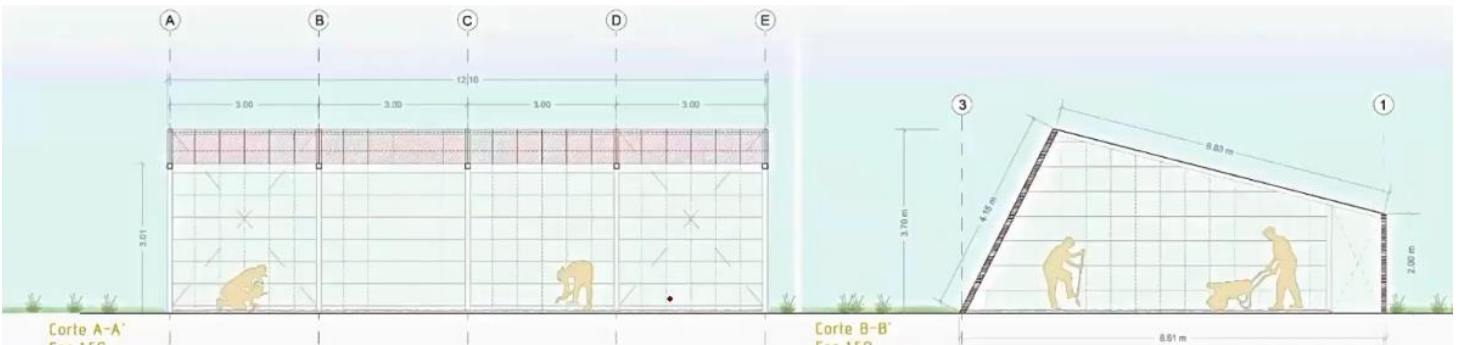 A B C D E
12.10
3.00 3.00 3.00 3.00
3.01
Corte A-A'
3 1
6.83 m
4.15 m
3.70 m
2.00 m
8.61 m
Corte B-B'